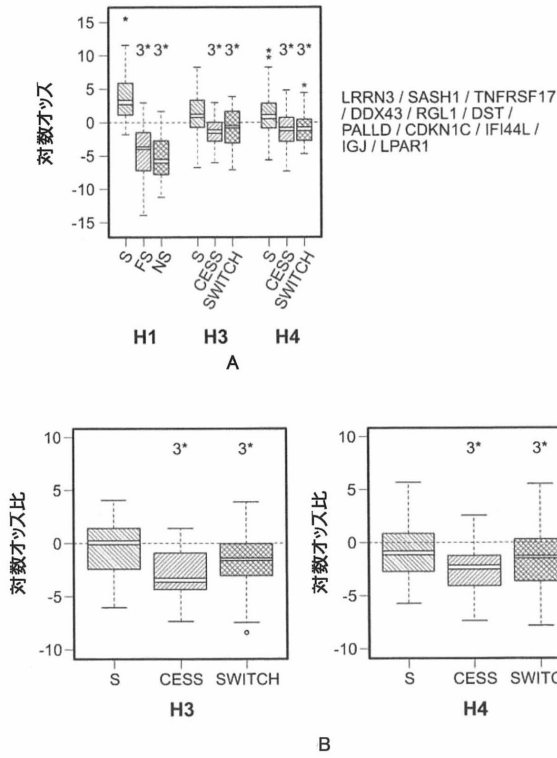 対数オッズ
15
10
5
0
-5
-10
-15
*
3* 3*
3* 3*
*
*
3* 3*
*
S
FS
NS
S
CESS
SWITCH
S
CESS
SWITCH
H1 H3 H4
LRRN3 / SASH1 / TNFRSF17
/ DDX43 / RGL1 / DST /
PALLD / CDKN1C / IFI44L /
IGJ / LPAR1
A
対数オッズ比
10
5
0
-5
-10
3* 3*
S CESS SWITCH
H3
対数オッズ比
10
5
0
-5
-10
3* 3*
S CESS SWITC
H4
B